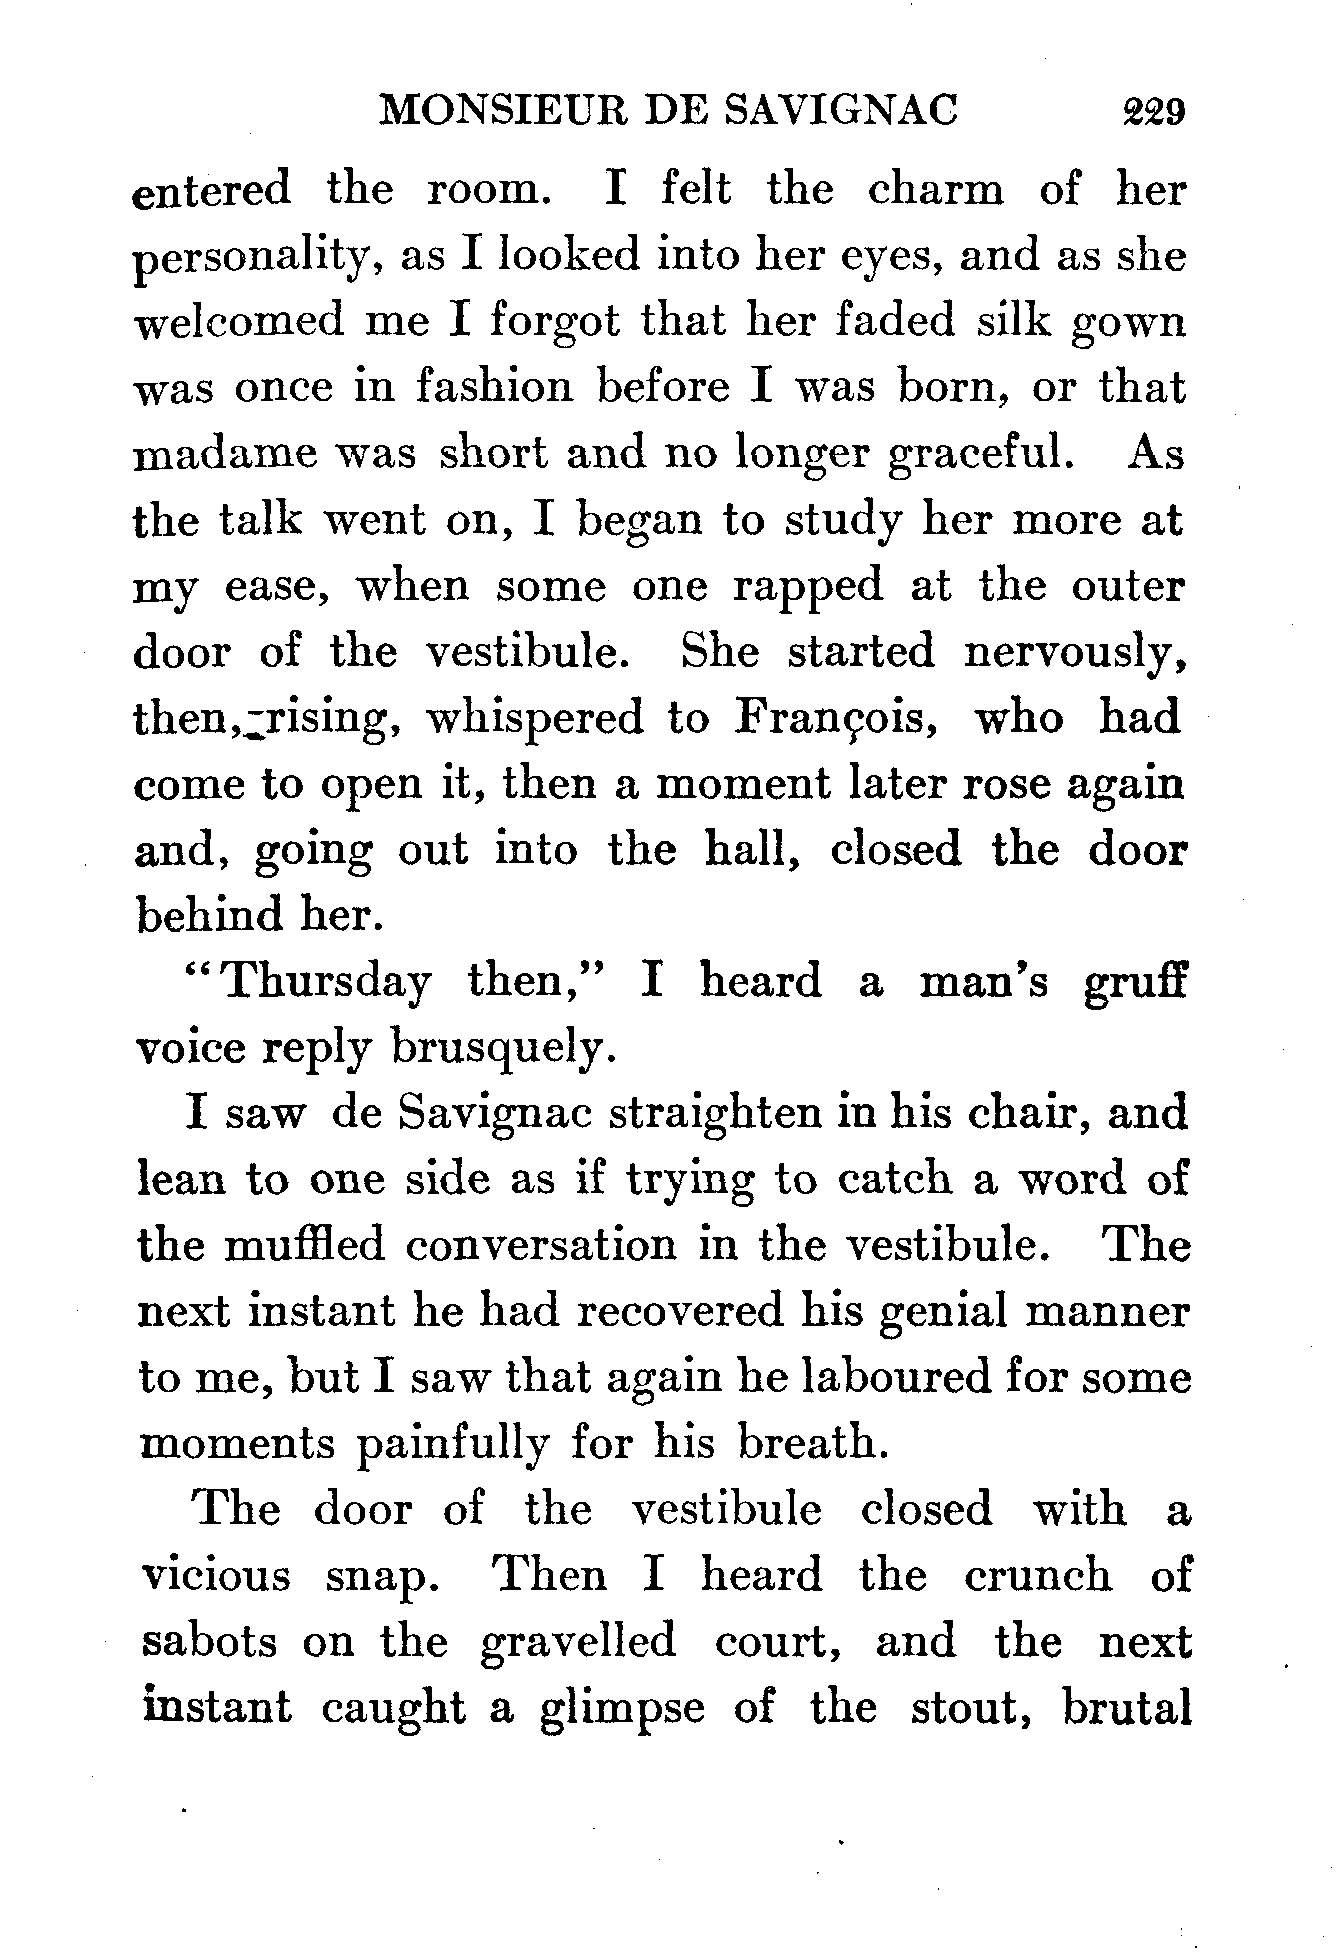 MONSIEUR DE SAVIGNAC 229
entered the room. I felt the charm of her
personality, as I looked into her eyes, and as she
welcomed me I forgot that her faded silk gown
was once in fashion before I was born, or that
madame was short and no longer graceful. As
the talk went on, I began to study her more at
my ease, when some one rapped at the outer
door of the vestibule. She started nervously,
then, rising, whispered to François, who had
come to open it, then a moment later rose again
and, going out into the hall, closed the door
behind her.
"Thursday then," I heard a man's gruff
voice reply brusquely.
I saw de Savignac straighten in his chair, and
lean to one side as if trying to catch a word of
the muffled conversation in the vestibule. The
next instant he had recovered his genial manner
to me, but I saw that again he laboured for some
moments painfully for his breath.
The door of the vestibule closed with a
vicious snap. Then I heard the crunch of
sabots on the gravelled court, and the next
instant caught a glimpse of the stout, brutal